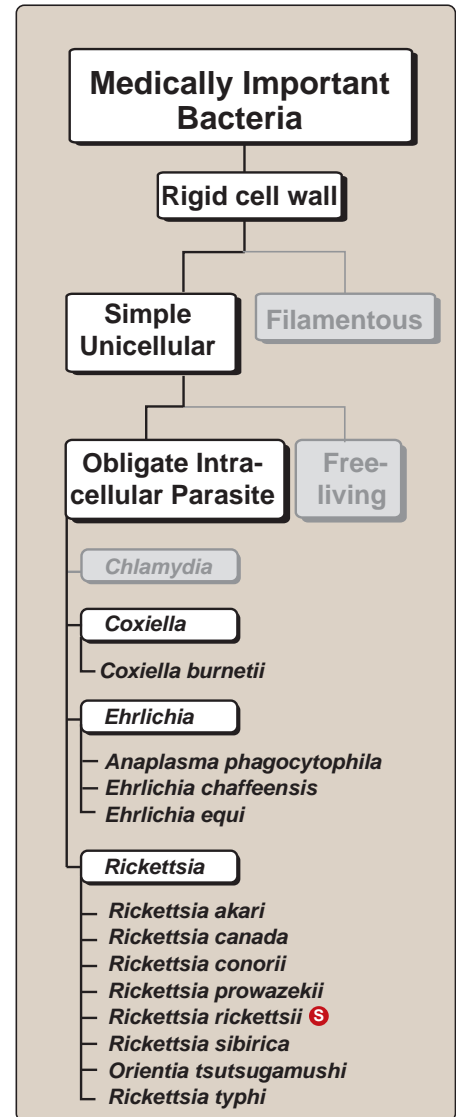 Medically Important
Bacteria
Rigid cell wall
Simple
Unicellular
Filamentous
Obligate Intra-
cellular Parasite
Free-
living
Chlamydia
Coxiella
Coxiella burnetii
Ehrlichia
Anaplasma phagocytophila
Ehrlichia chaffeensis
Ehrlichia equi
Rickettsia
Rickettsia akari
Rickettsia canada
Rickettsia conorii
Rickettsia prowazekii
Rickettsia rickettsii S
Rickettsia sibirica
Orientia tsutsugamushi
Rickettsia typhi